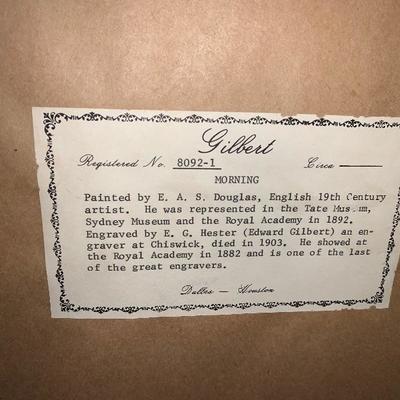 Gilbert
Registered No. 8092-1 Circa
MORNING
Painted by E. A. S. Douglas, English 19th Century
artist. He was represented in the Tate Museum,
Sydney Museum and the Royal Academy in 1892.
Engraved by E. G. Hester (Edward Gilbert) an en-
graver at Chiswick, died in 1903. He showed at
the Royal Academy in 1882 and is one of the last
of the great engravers.
Dallas — Houston